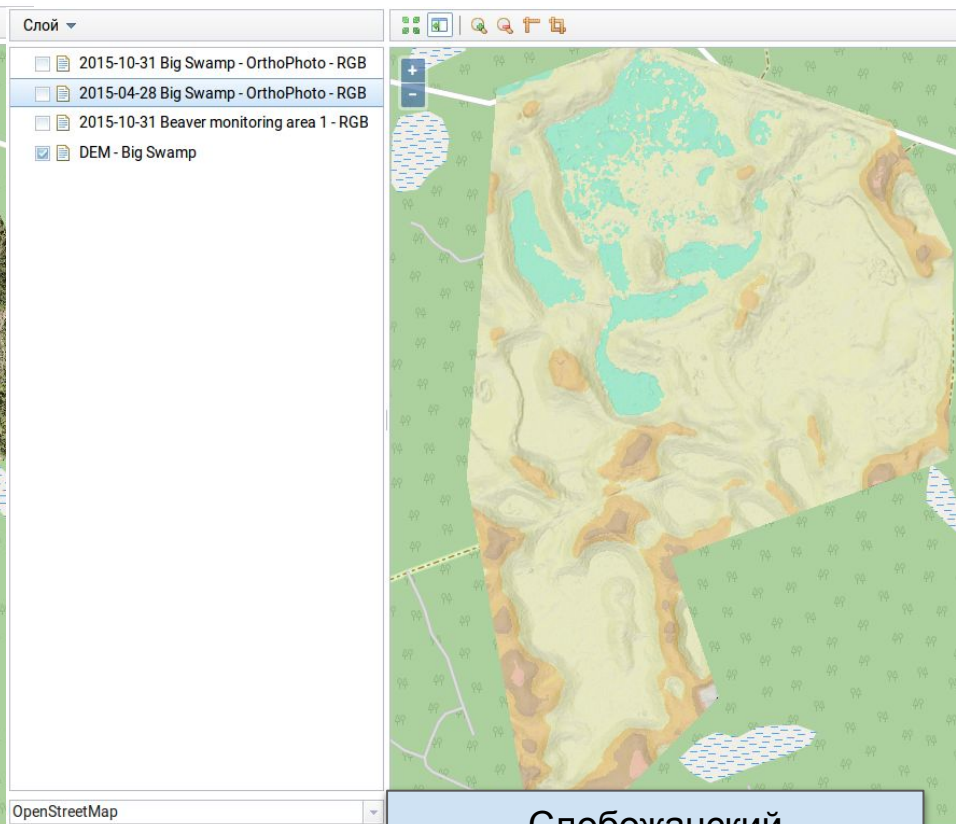 Слой
2015-10-31 Big Swamp - OrthoPhoto - RGB
2015-04-28 Big Swamp - OrthoPhoto - RGB
2015-10-31 Beaver monitoring area 1 - RGB
DEM - Big Swamp
+
-
OpenStreetMap
Слобожанский